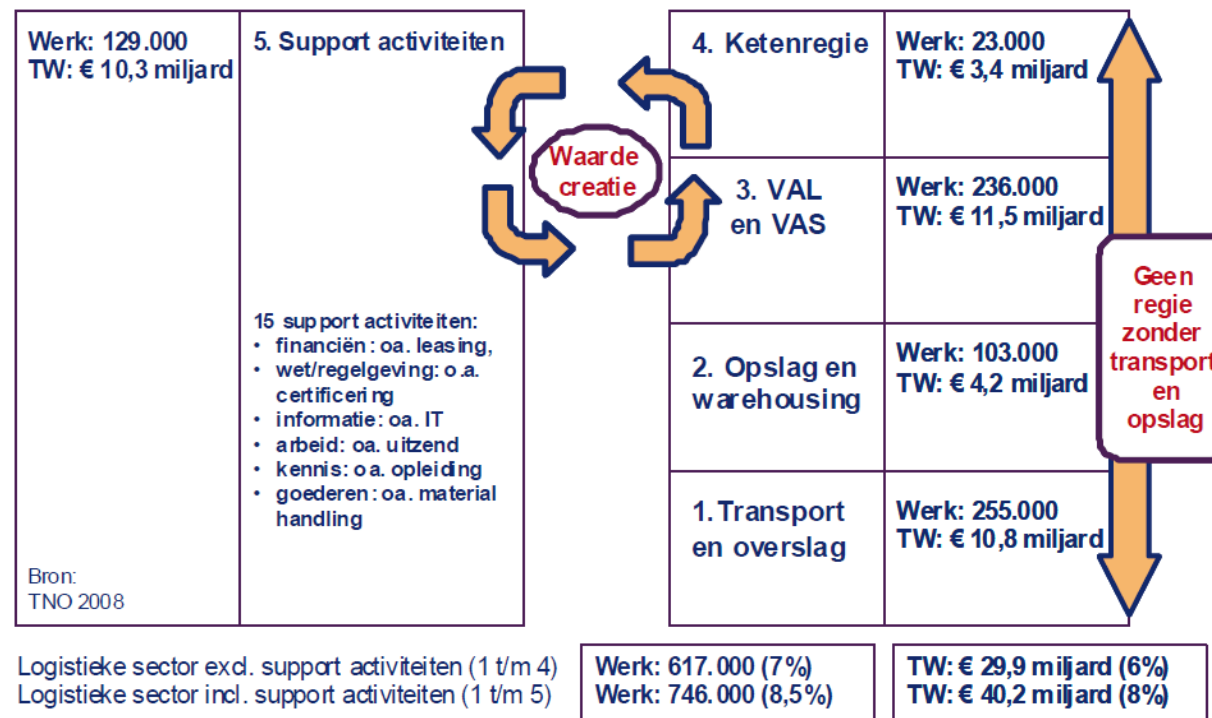 Werk: 129.000
TW: € 10,3 miljard
5. Support activiteiten
15 support activiteiten:
• financiën: oa. leasing,
• wet/regelgeving: o.a.
certificering
• informatie: oa. IT
• arbeid: oa. uitzend
• kennis: oa. opleiding
• goederen: oa. material
handling
Bron:
TNO 2008
Waarde
creatie
4. Ketenregie
Werk: 23.000
TW: € 3,4 miljard
3. VAL
en VAS
Werk: 236.000
TW: € 11,5 miljard
2. Opslag en
warehousing
Werk: 103.000
TW: € 4,2 miljard
1. Transport
en overslag
Werk: 255.000
TW: € 10,8 miljard
Geen
regie
zonder
transport
en
opslag
Logistieke sector excl. support activiteiten (1 t/m 4)
Werk: 617.000 (7%)
TW: € 29,9 miljard (6%)
Logistieke sector incl. support activiteiten (1 t/m 5)
Werk: 746.000 (8,5%)
TW: € 40,2 miljard (8%)